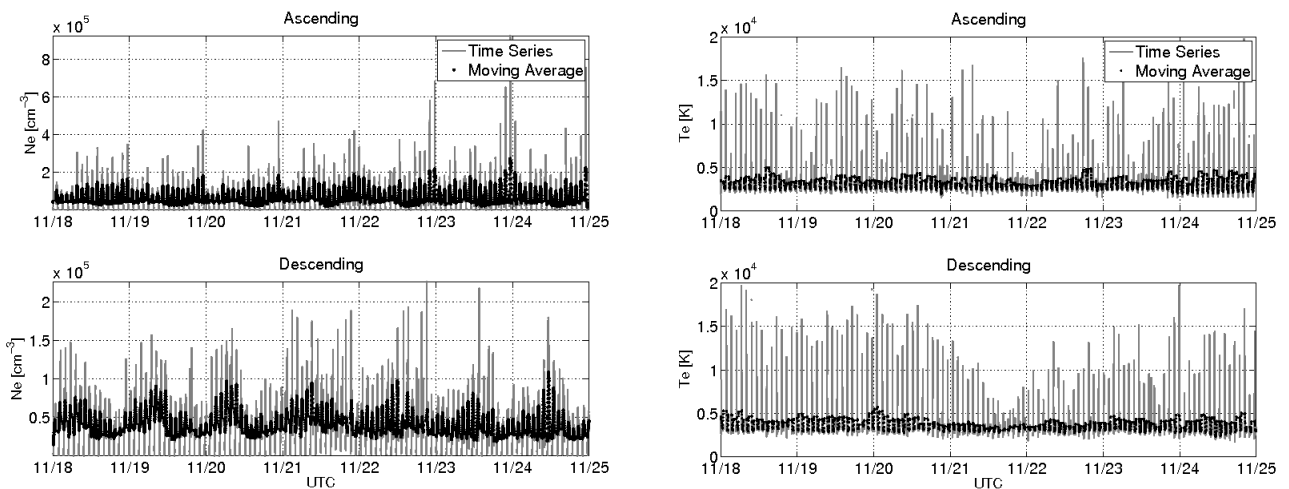 Ascending
x 10^5
Time Series
Moving Average
Ne [cm^-3]
8
6
4
2
11/18 11/19 11/20 11/21 11/22 11/23 11/24 11/25
Ascending
x 10^4
Time Series
Moving Average
Te [K]
2
1.5
1
0.5
0
11/18 11/19 11/20 11/21 11/22 11/23 11/24 11/25
Descending
x 10^5
Ne [cm^-3]
2
1.5
1
0.5
11/18 11/19 11/20 11/21 11/22 11/23 11/24 11/25
UTC
Descending
x 10^4
Te [K]
2
1.5
1
0.5
0
11/18 11/19 11/20 11/21 11/22 11/23 11/24 11/25
UTC